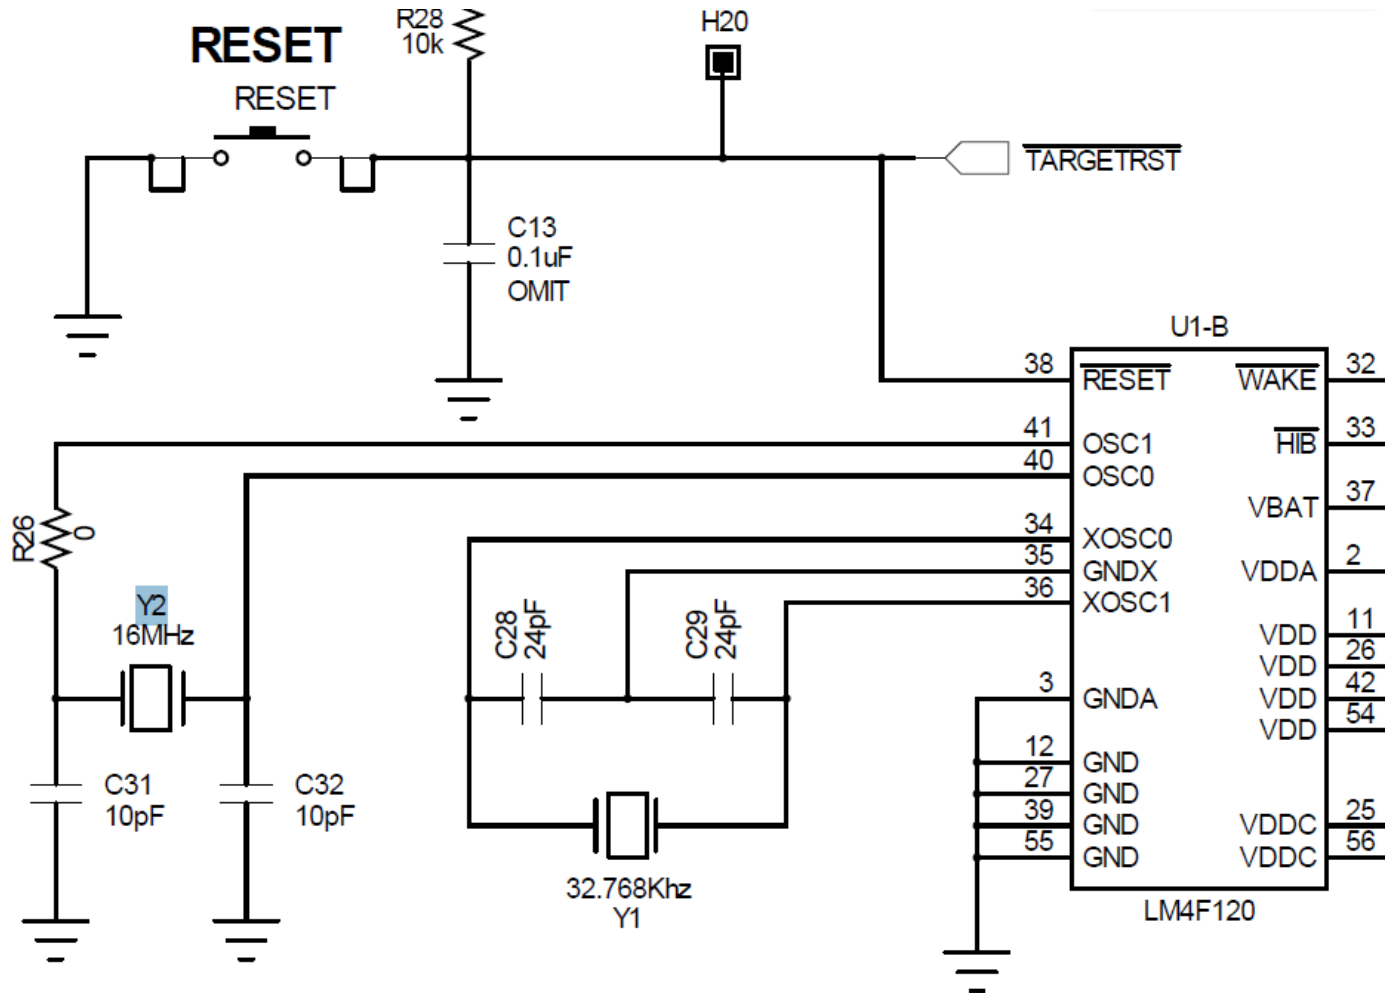 R28
10k
H20
RESET
RESET
TARGETRST
C13
0.1uF
OMIT
U1-B
38
RESET
WAKE
32
41
OSC1
HIB
33
40
OSC0
VBAT
37
34
XOSC0
35
GNDX
VDDA
2
36
XOSC1
VDD
11
VDD
26
3
GNDA
VDD
42
VDD
54
12
GND
27
GND
39
GND
VDDC
25
55
GND
VDDC
56
LM4F120
R26
0
Y2
16MHz
C31
10pF
C32
10pF
C28
24pF
C29
24pF
32.768Khz
Y1